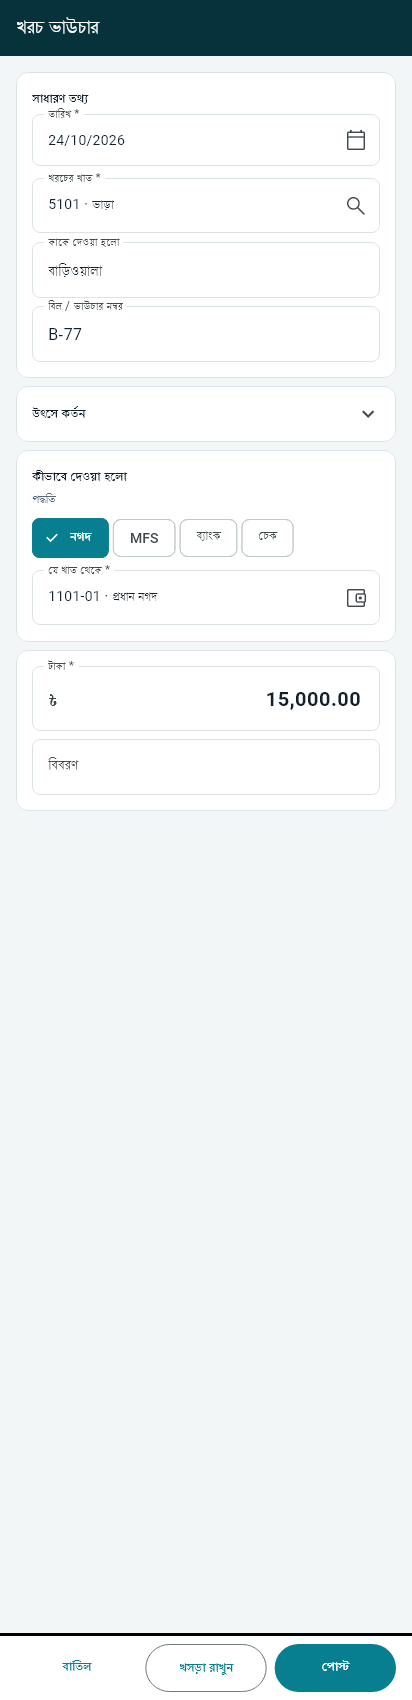 খরচ ভাউচার
সাধারণ তথ্য
তারিখ *
24/10/2026
খরচের খাত *
5101 · ভাড়া
কাকে দেওয়া হলো
বাড়িওয়ালা
বিল / ভাউচার নম্বর
B-77
উৎসে কর্তন
কীভাবে দেওয়া হলো
পদ্ধতি
নগদ MFS ব্যাংক চেক
যে খাত থেকে *
1101-01 · প্রধান নগদ
টাকা *
৳ 15,000.00
বিবরণ
বাতিল খসড়া রাখুন পোস্ট